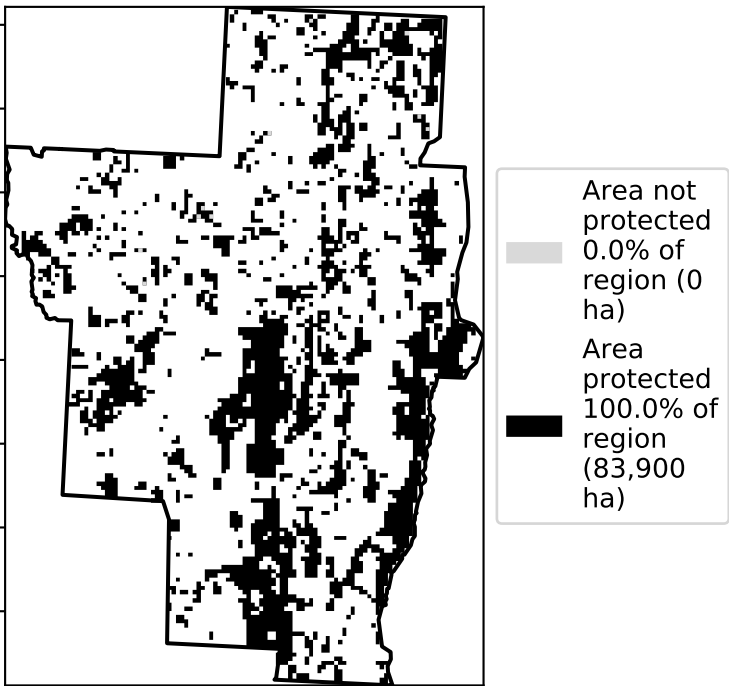 Area not
protected
0.0% of
region (0
ha)
Area
protected
100.0% of
region
(83,900
ha)